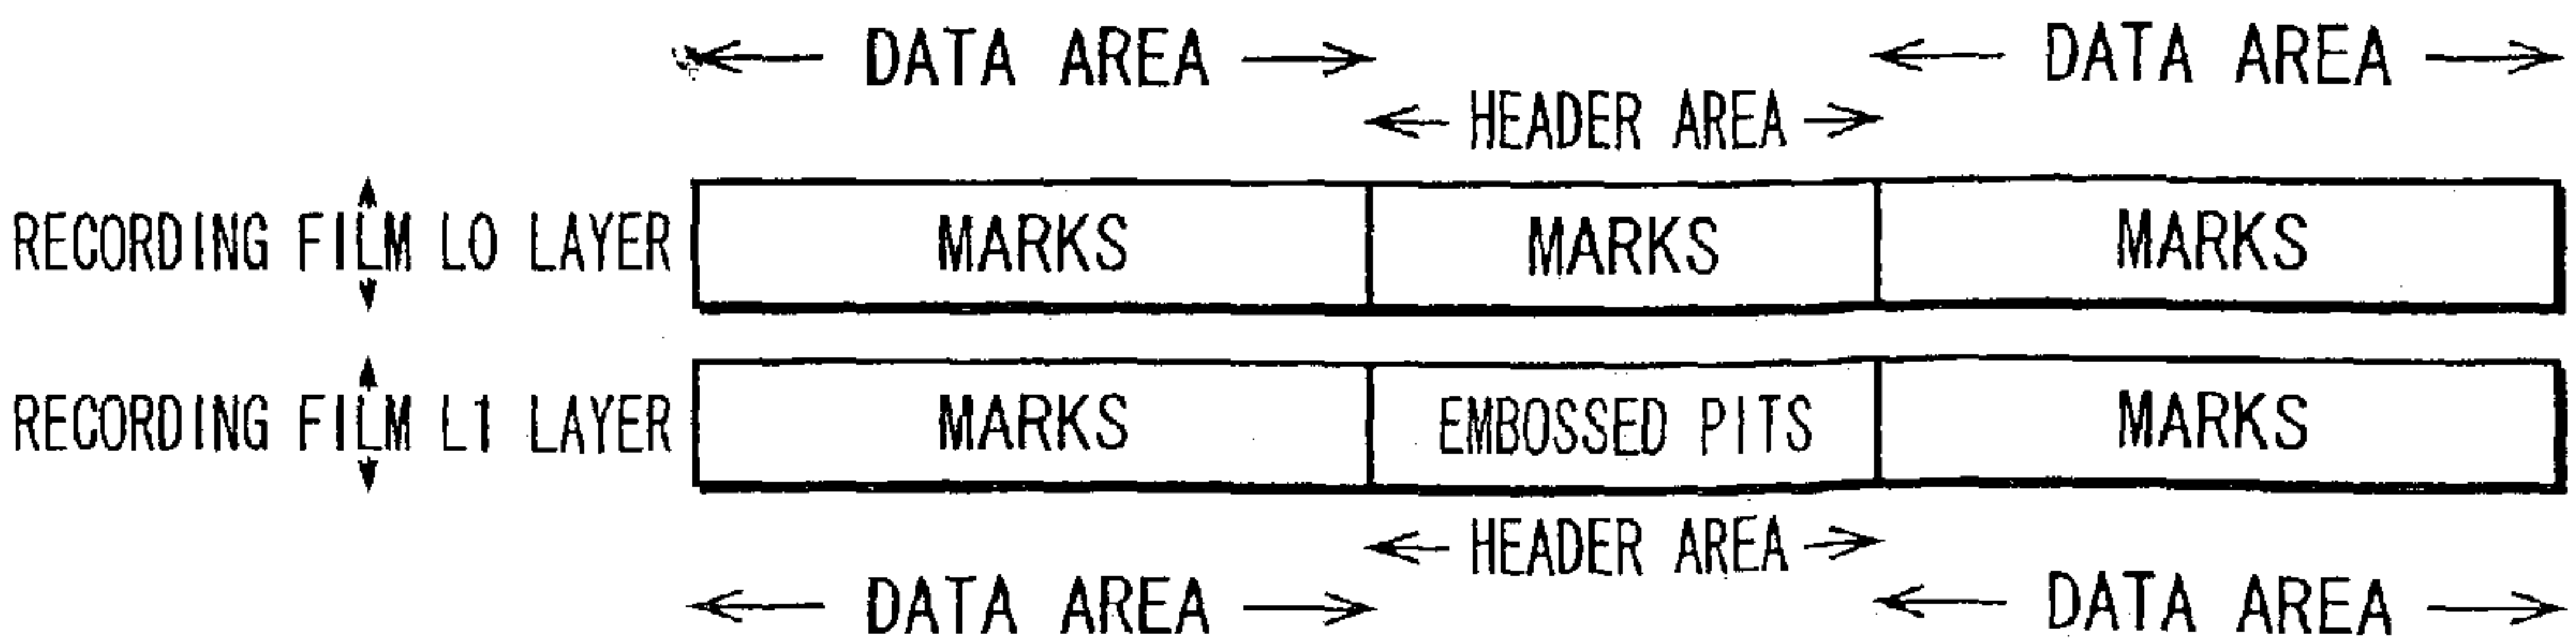 DATA AREA DATA AREA
HEADER AREA
RECORDING FILM L0 LAYER MARKS MARKS MARKS
RECORDING FILM L1 LAYER MARKS EMBOSSED PITS MARKS
HEADER AREA
DATA AREA DATA AREA